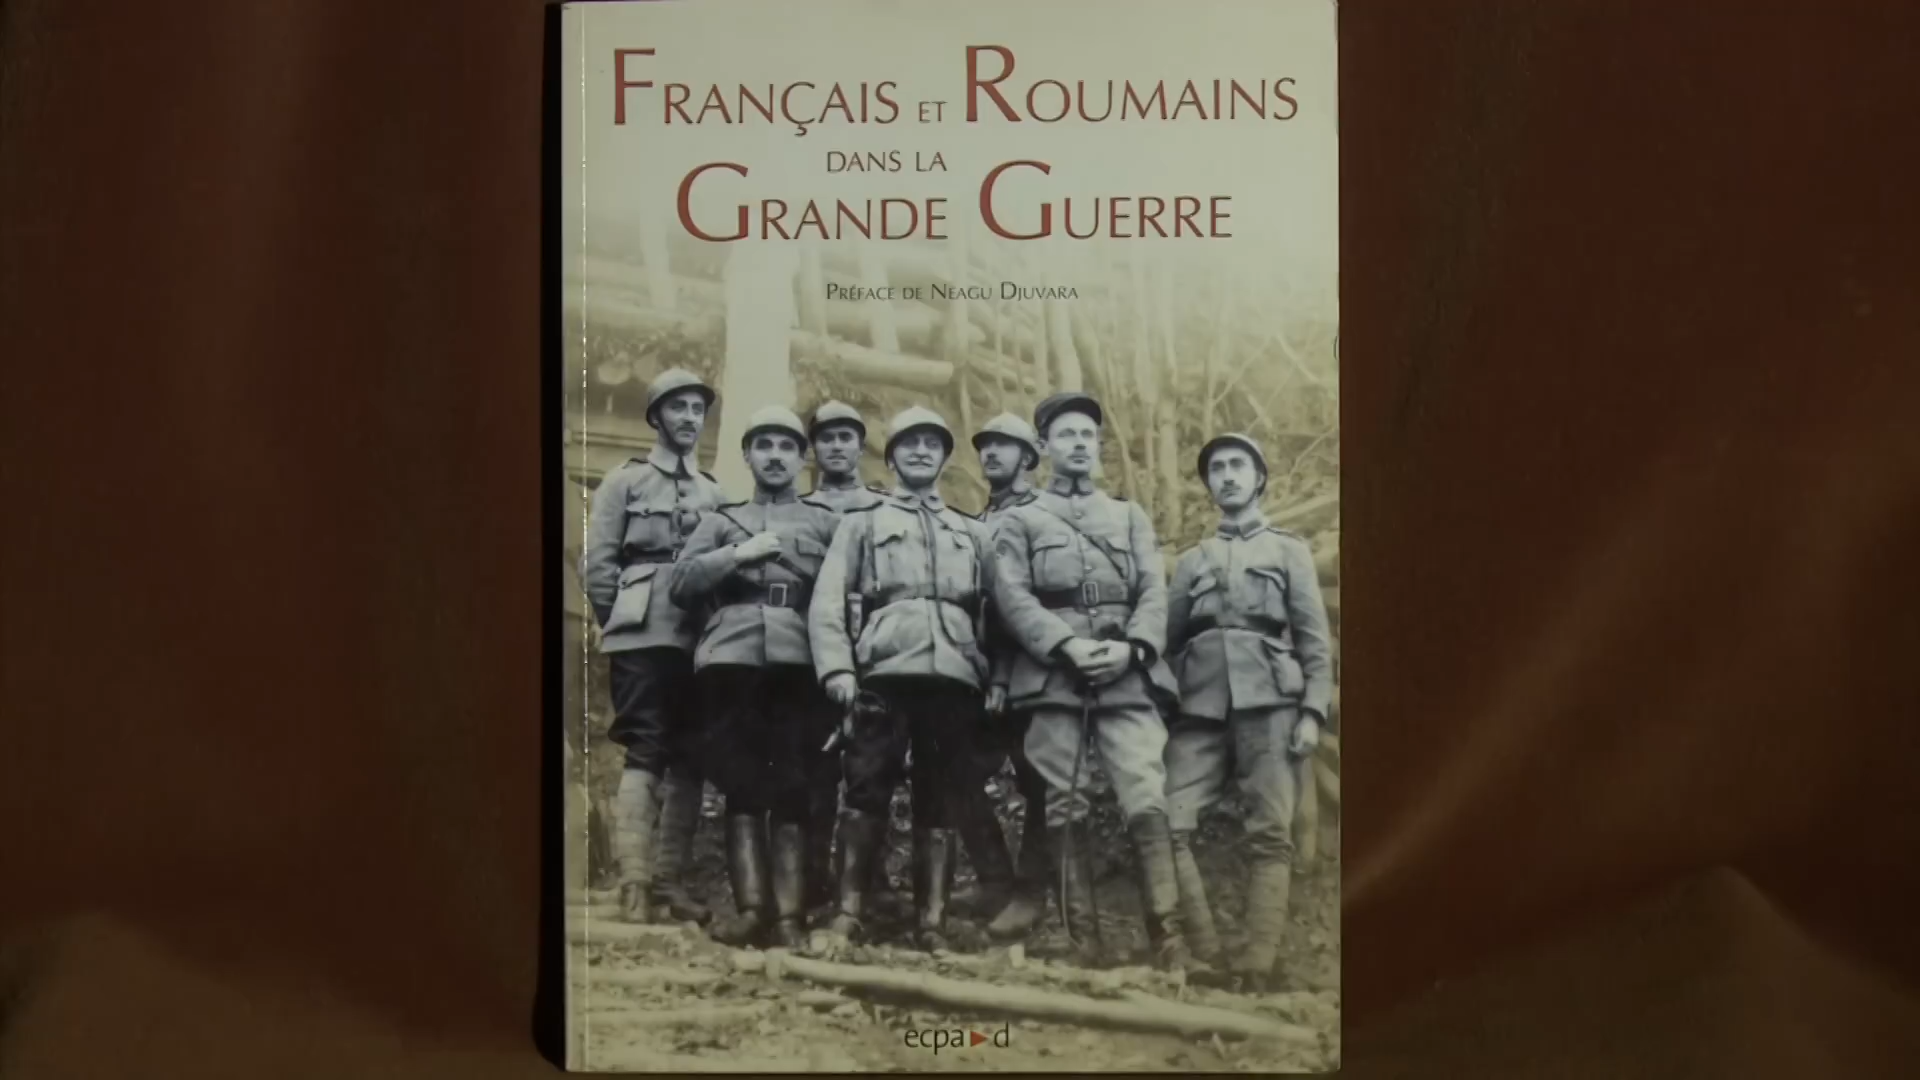 FRANÇAIS ET ROUMAINS
DANS LA
GRANDE GUERRE
PRÉFACE DE NEAGU DJUVARA
ecpa►d